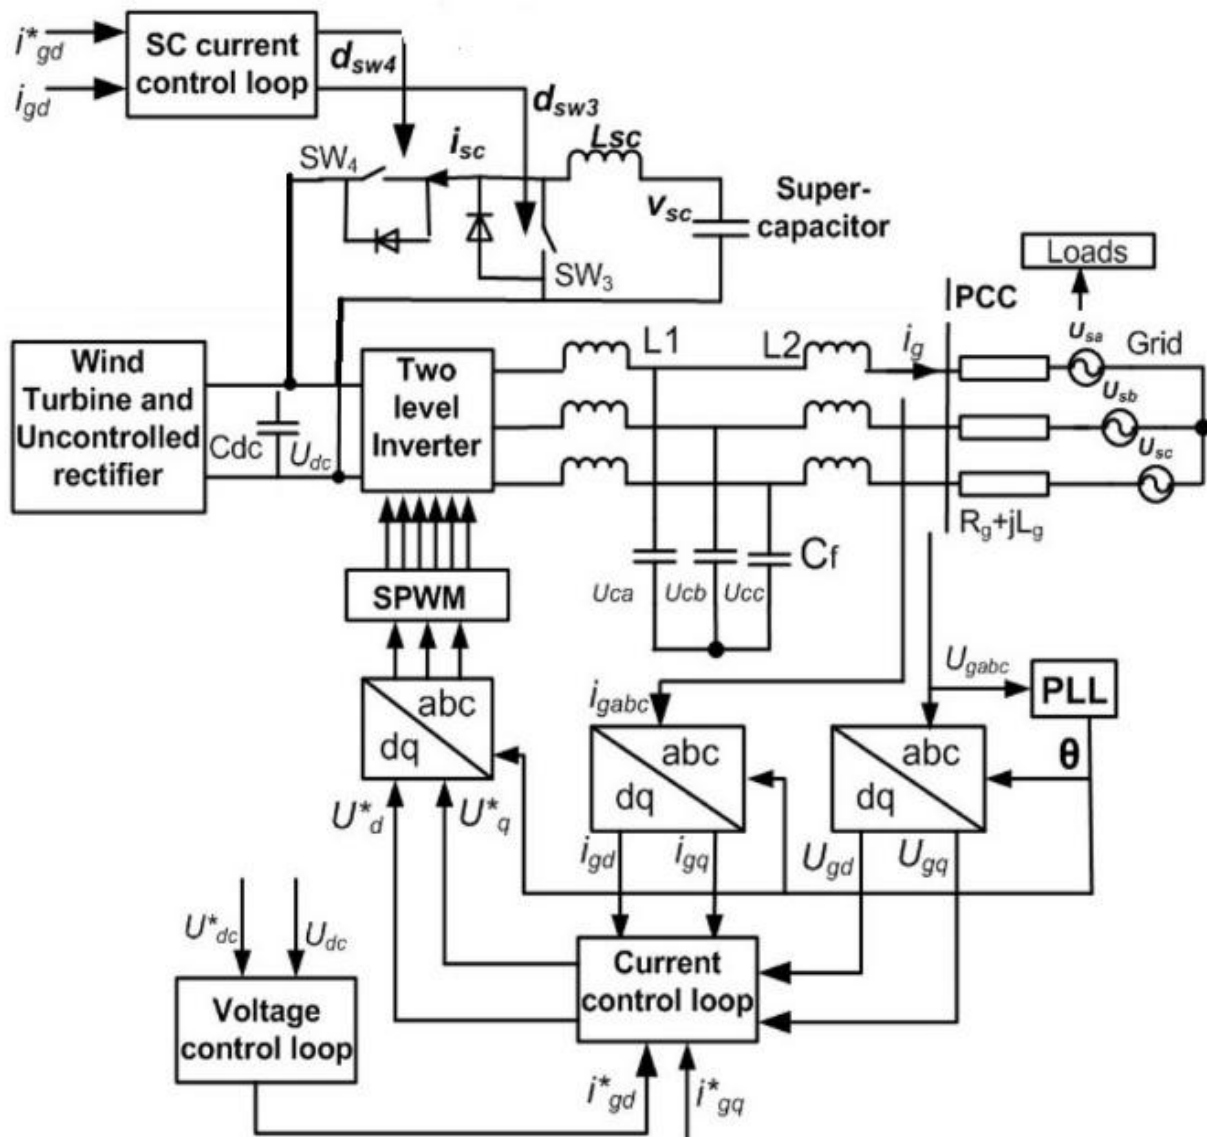 i*gd
igd
SC current
control loop
dsw4
dsw3
SW4
isc
Lsc
vsc
Super-
capacitor
SW3
Loads
PCC
Usa
Grid
Usb
Usc
Wind
Turbine and
Uncontrolled
rectifier
Cdc
Udc
Two
level
Inverter
L1
L2
ig
Rg+jLg
Cf
Uca
Ucb
Ucc
SPWM
abc
dq
U*d
U*q
igabc
abc
dq
igd
igq
Ugabc
PLL
θ
abc
dq
Ugd
Ugq
U*dc
Udc
Voltage
control loop
Current
control loop
i*gd
i*gq